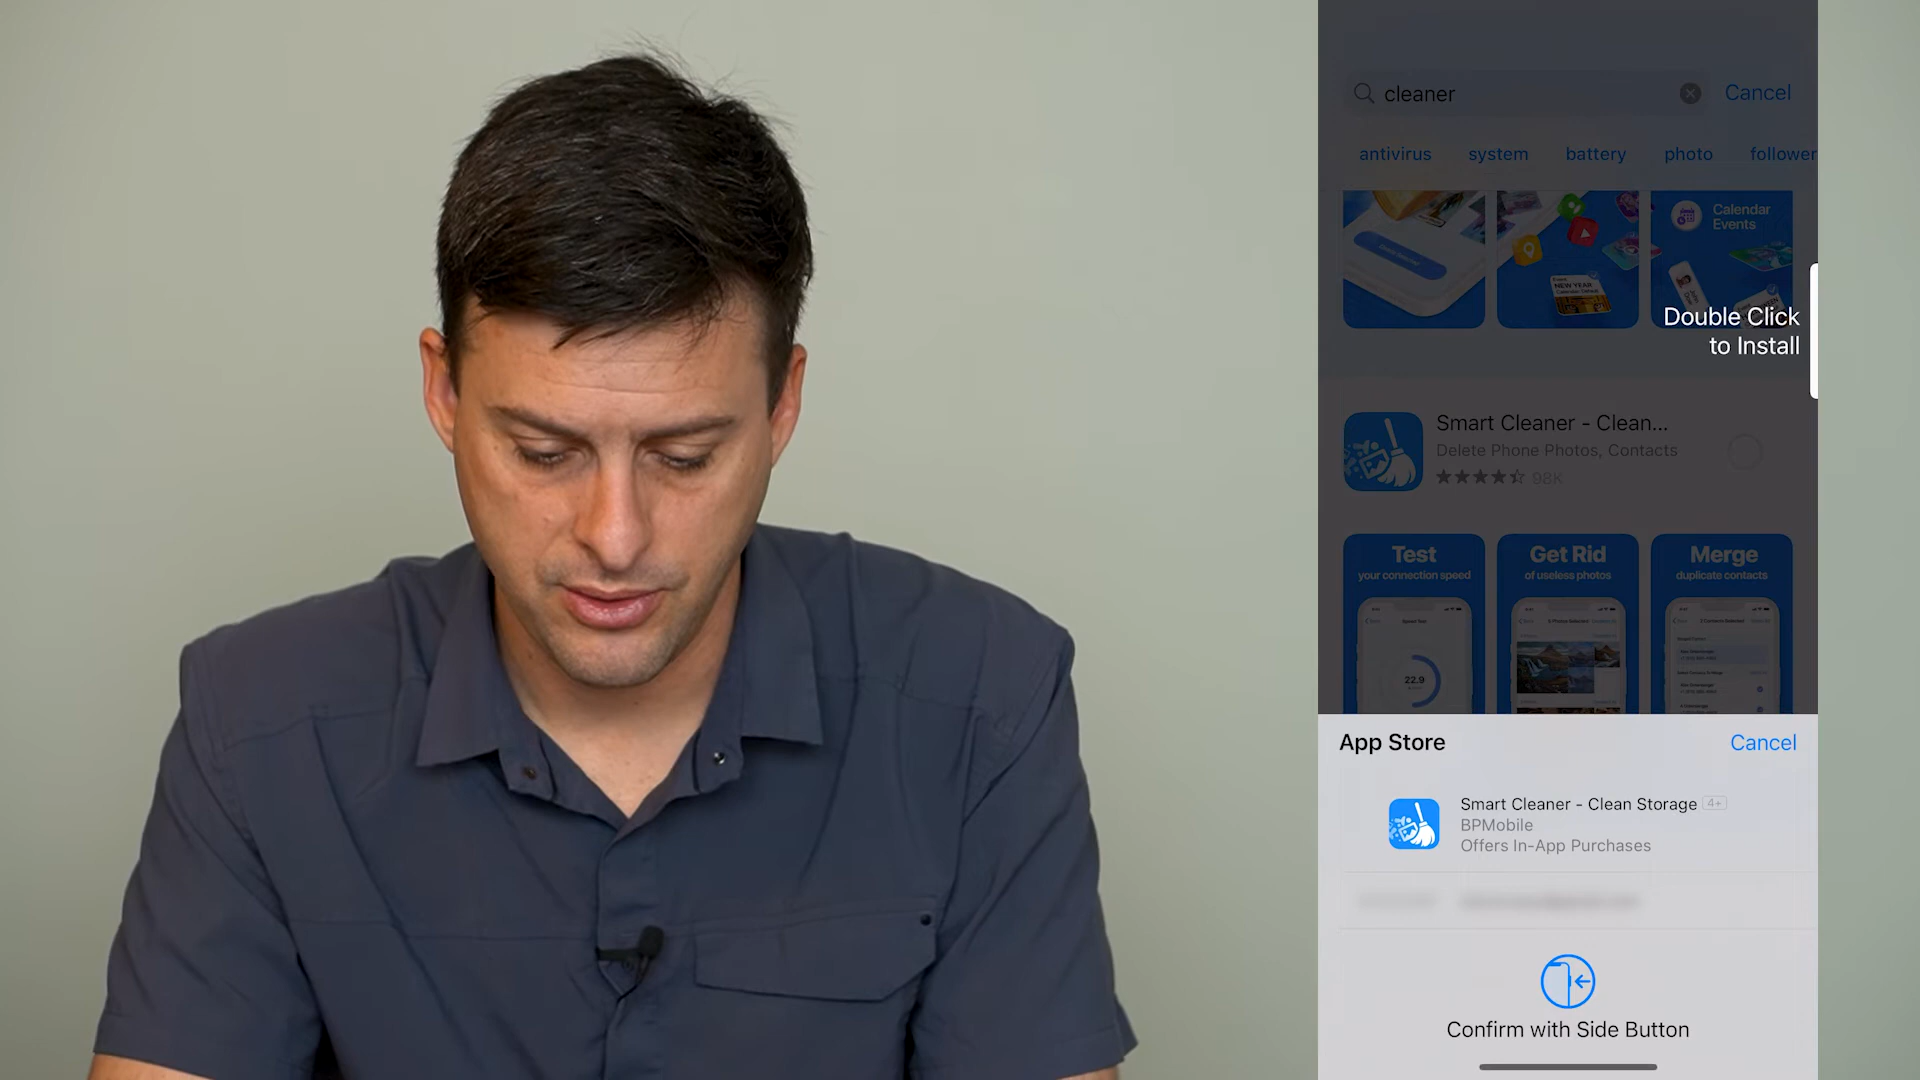 cleaner
Cancel
antivirus
system
battery
photo
follower
Calendar
Events
NEW YEAR
Double Click
to Install
Smart Cleaner - Clean...
Delete Phone Photos, Contacts
98K
Test
your connection speed
Get Rid
of useless photos
Merge
duplicate contacts
22.9
App Store
Cancel
Smart Cleaner - Clean Storage 4+
BPMobile
Offers In-App Purchases
Confirm with Side Button